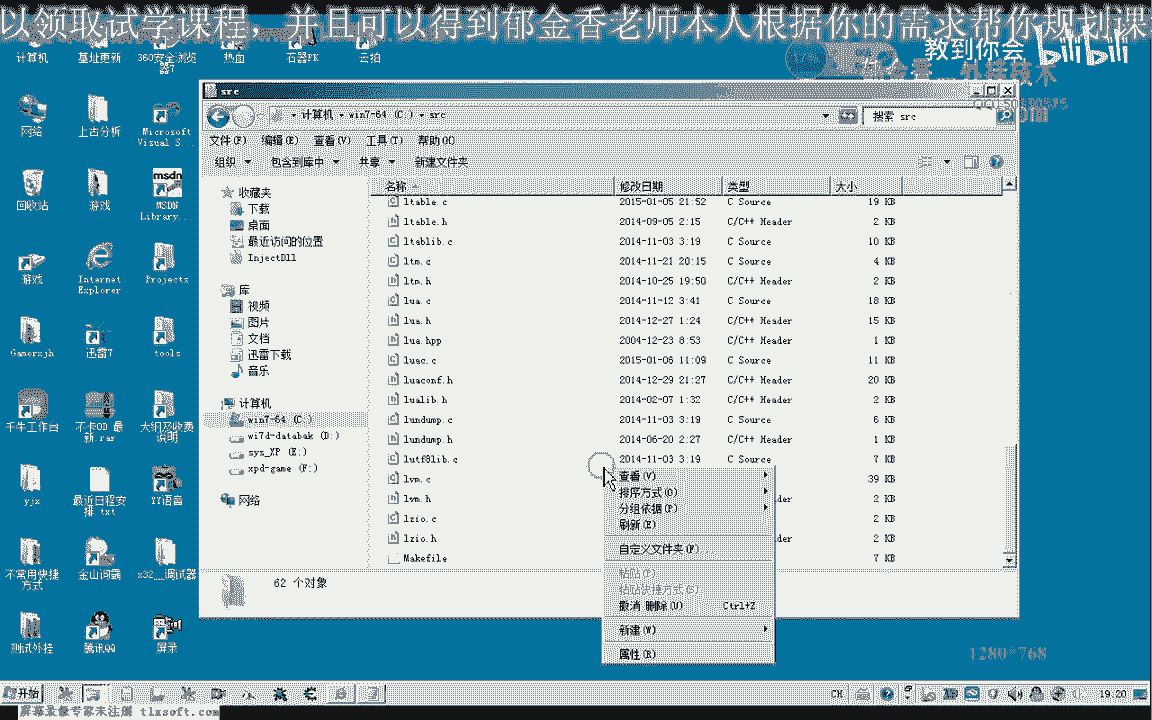 以领取试学课程，并且可以得到郁金香老师本人根据你的需求帮你规划课
计算机
基址更新
360安全浏览器7
热血
石器PK
云拍
教到你会
bilibili
网络
上古分析
Microsoft Visual S...
回收站
游戏
msdn
MSDN Library...
游戏
Internet Explorer
Projects
Gamerxjh
迅雷7
tools
千牛工作台
不卡OD 最新.rar
大纲及收费说明
yjx
最近日程安排.txt
YY语音
不常用快捷方式
金山词霸
x32__调试器
测试外挂
腾讯QQ
屏录
src
计算机 win7-64 (C:) src
搜索 src
文件(F) 编辑(E) 查看(V) 工具(T) 帮助(H)
组织 包含到库中 共享 新建文件夹
收藏夹
下载
桌面
最近访问的位置
InjectDll
库
视频
图片
文档
迅雷下载
音乐
计算机
win7-64 (C:)
wi7d-databak (D:)
sys_XP (E:)
xpd-game (F:)
网络
名称 修改日期 类型 大小
ltable.c 2015-01-05 21:52 C Source 19 KB
ltable.h 2014-09-05 2:15 C/C++ Header 2 KB
ltablib.c 2014-11-03 3:19 C Source 10 KB
ltm.c 2014-11-21 20:15 C Source 4 KB
ltm.h 2014-10-25 19:50 C/C++ Header 2 KB
lua.c 2014-11-12 3:41 C Source 18 KB
lua.h 2014-12-27 1:24 C/C++ Header 15 KB
lua.hpp 2004-12-23 8:53 C/C++ Header 1 KB
luac.c 2015-01-06 11:09 C Source 11 KB
luaconf.h 2014-12-29 21:27 C/C++ Header 20 KB
lualib.h 2014-02-07 1:32 C/C++ Header 2 KB
lundump.c 2014-11-03 3:19 C Source 6 KB
lundump.h 2014-06-20 2:27 C/C++ Header 1 KB
lutf8lib.c 2014-11-03 3:19 C Source 7 KB
lvm.c 39 KB
lvm.h der 2 KB
lzio.c 2 KB
lzio.h der 2 KB
Makefile 7 KB
查看(V)
排序方式(O)
分组依据(P)
刷新(E)
自定义文件夹(F)...
粘贴(P)
粘贴快捷方式(S)
撤消 删除(U) Ctrl+Z
新建(W)
属性(R)
62 个对象
1280*768
开始
CH
19:20
屏幕录像专家未注册 tlxsoft.com